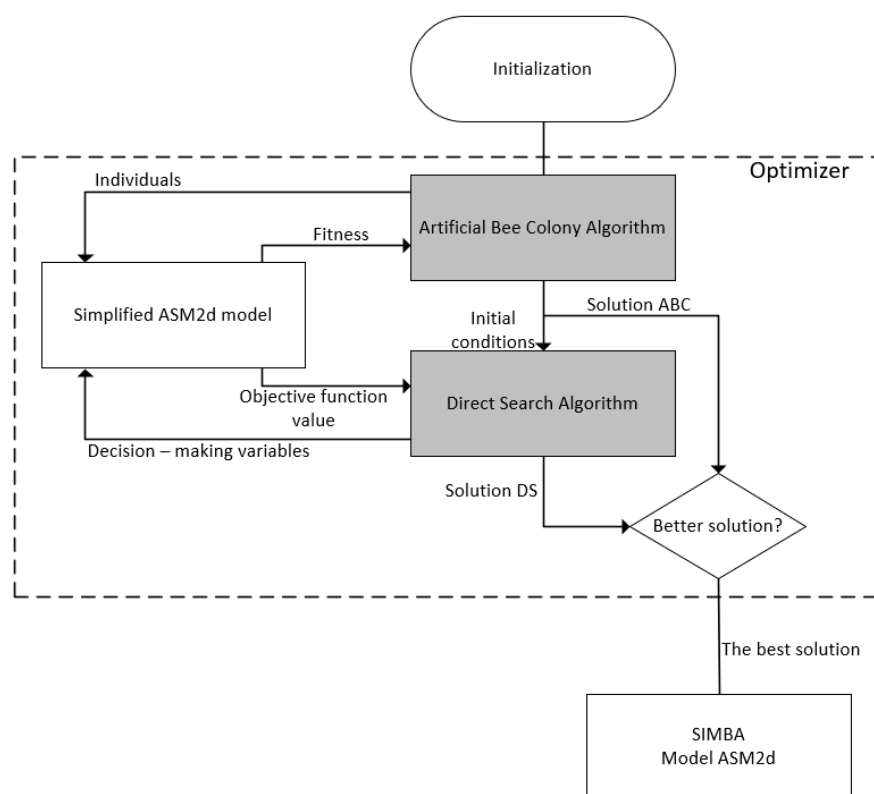 Initialization
Optimizer
Individuals
Artificial Bee Colony Algorithm
Fitness
Simplified ASM2d model
Solution ABC
Initial
conditions
Objective function
value
Direct Search Algorithm
Decision – making variables
Solution DS
Better solution?
The best solution
SIMBA
Model ASM2d